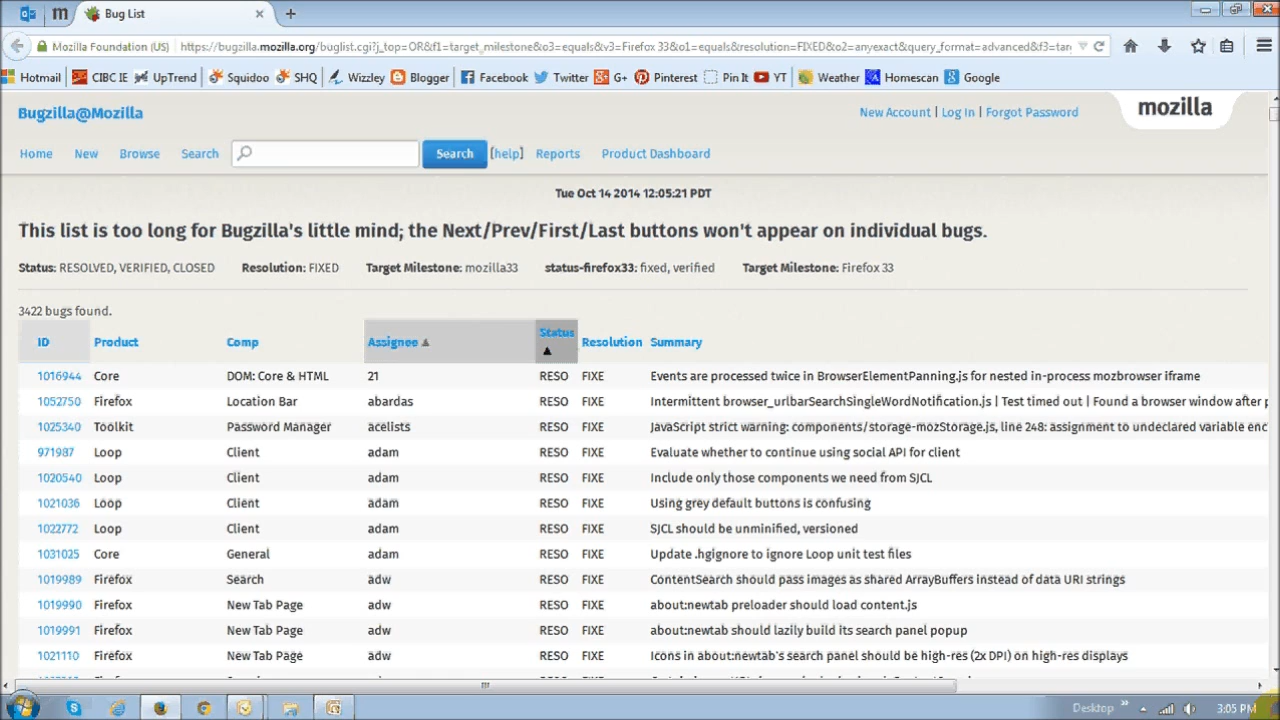 Bug List
Mozilla Foundation (US) https://bugzilla.mozilla.org/buglist.cgi?j_top=OR&f1=target_milestone&o3=equals&v3=Firefox 33&o1=equals&resolution=FIXED&o2=anyexact&query_format=advanced&f3=tar
Hotmail CIBC IE UpTrend Squidoo SHQ Wizzley Blogger Facebook Twitter G+ Pinterest Pin It YT Weather Homescan Google
Bugzilla@Mozilla New Account | Log In | Forgot Password mozilla
Home New Browse Search Search [help] Reports Product Dashboard
Tue Oct 14 2014 12:05:21 PDT
This list is too long for Bugzilla's little mind; the Next/Prev/First/Last buttons won't appear on individual bugs.
Status: RESOLVED, VERIFIED, CLOSED Resolution: FIXED Target Milestone: mozilla33 status-firefox33: fixed, verified Target Milestone: Firefox 33
3422 bugs found.
ID Product Comp Assignee ▲ Status ▲ Resolution Summary
1016944 Core DOM: Core & HTML 21 RESO FIXE Events are processed twice in BrowserElementPanning.js for nested in-process mozbrowser iframe
1052750 Firefox Location Bar abardas RESO FIXE Intermittent browser_urlbarSearchSingleWordNotification.js | Test timed out | Found a browser window after p
1025340 Toolkit Password Manager acelists RESO FIXE JavaScript strict warning: components/storage-mozStorage.js, line 248: assignment to undeclared variable enc
971987 Loop Client adam RESO FIXE Evaluate whether to continue using social API for client
1020540 Loop Client adam RESO FIXE Include only those components we need from SJCL
1021036 Loop Client adam RESO FIXE Using grey default buttons is confusing
1022772 Loop Client adam RESO FIXE SJCL should be unminified, versioned
1031025 Core General adam RESO FIXE Update .hgignore to ignore Loop unit test files
1019989 Firefox Search adw RESO FIXE ContentSearch should pass images as shared ArrayBuffers instead of data URI strings
1019990 Firefox New Tab Page adw RESO FIXE about:newtab preloader should load content.js
1019991 Firefox New Tab Page adw RESO FIXE about:newtab should lazily build its search panel popup
1021110 Firefox New Tab Page adw RESO FIXE Icons in about:newtab's search panel should be high-res (2x DPI) on high-res displays
Desktop 3:05 PM